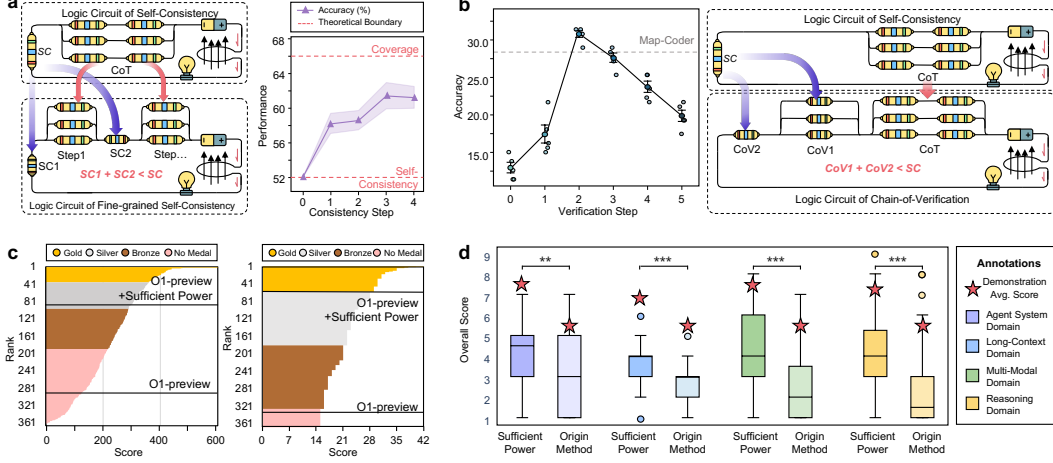 a
Logic Circuit of Self-Consistency
SC
CoT
Step1
SC2
Step...
SC1
SC1 + SC2 < SC
Logic Circuit of Fine-grained Self-Consistency
Accuracy (%)
Theoretical Boundary
68
64
60
56
52
Performance
Coverage
Self-
Consistency
0 1 2 3 4
Consistency Step
b
30.0
25.0
20.0
15.0
Accuracy
Map-Coder
0 1 2 3 4 5
Verification Step
Logic Circuit of Self-Consistency
SC
CoT
CoV2
CoV1
CoT
CoV1 + CoV2 < SC
Logic Circuit of Chain-of-Verification
c
Gold Silver Bronze No Medal
1
41
81
121
161
201
241
281
321
361
Rank
O1-preview
+Sufficient Power
O1-preview
0 200 400 600
Score
Gold Silver Bronze No Medal
1
41
81
121
161
201
241
281
321
361
Rank
O1-preview
+Sufficient Power
O1-preview
0 7 14 21 28 35 42
Score
d
9
8
7
6
5
4
3
2
1
Overall Score
** *** *** ***
Sufficient Origin Sufficient Origin Sufficient Origin Sufficient Origin
Power Method Power Method Power Method Power Method
Annotations
Demonstration
Avg. Score
Agent System
Domain
Long-Context
Domain
Multi-Modal
Domain
Reasoning
Domain